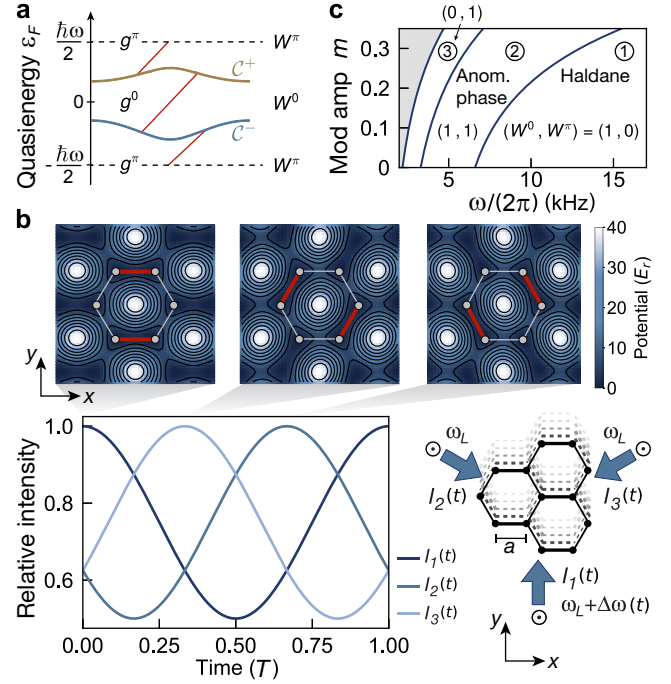 a
Quasienergy ε_F
ħω
2
0
ħω
2
g^π
g^0
g^π
C^+
C^−
W^π
W^0
W^π
c
Mod amp m
0.3
0.2
0.1
0
(0,1)
③
②
①
Anom.
phase
Haldane
(1,1)
(W^0, W^π) = (1,0)
5
10
15
ω/(2π) (kHz)
b
y
x
40
30
20
10
0
Potential (E_r)
Relative intensity
1.0
0.8
0.6
0.00
0.25
0.50
0.75
1.00
Time (T)
I_1(t)
I_2(t)
I_3(t)
ω_L
I_2(t)
ω_L
I_3(t)
a
I_1(t)
ω_L+Δω(t)
y
x